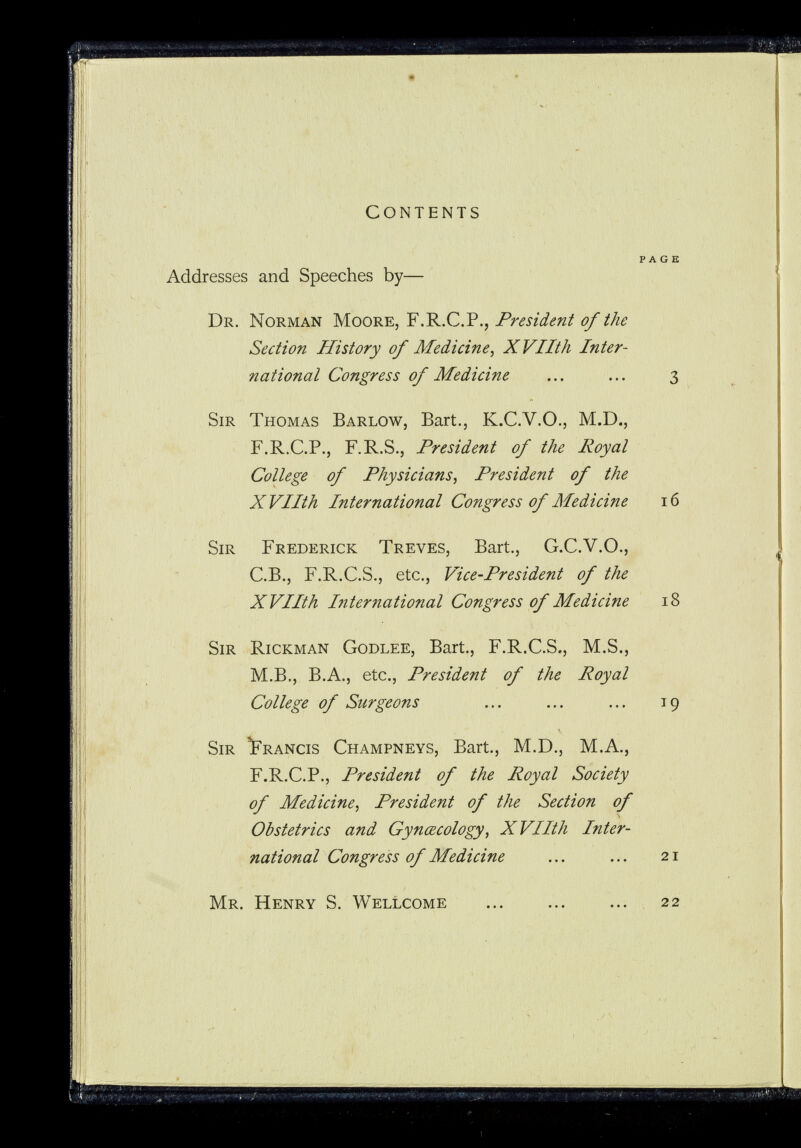 CONTENTS
PAGE
Addresses and Speeches by—
DR. NORMAN MOORE, F.R.C.P., President of the
Section History of Medicine, XVIIth Inter-
national Congress of Medicine ... ... 3
SIR THOMAS BARLOW, Bart., K.C.V.O., M.D.,
F.R.C.P., F.R.S., President of the Royal
College of Physicians, President of the
XVIIth International Congress of Medicine 16
SIR FREDERICK TREVES, Bart., G.C.V.O.,
C.B., F.R.C.S., etc., Vice-President of the
XVIIth International Congress of Medicine 18
SIR RICKMAN GODLEE, Bart., F.R.C.S., M.S.,
M.B., B.A., etc., President of the Royal
College of Surgeons ... ... ... 19
SIR FRANCIS CHAMPNEYS, Bart., M.D., M.A.,
F.R.C.P., President of the Royal Society
of Medicine, President of the Section of
Obstetrics and Gynæcology, XVIIth Inter-
national Congress of Medicine ... ... 21
MR. HENRY S. WELLCOME ... ... ... 22